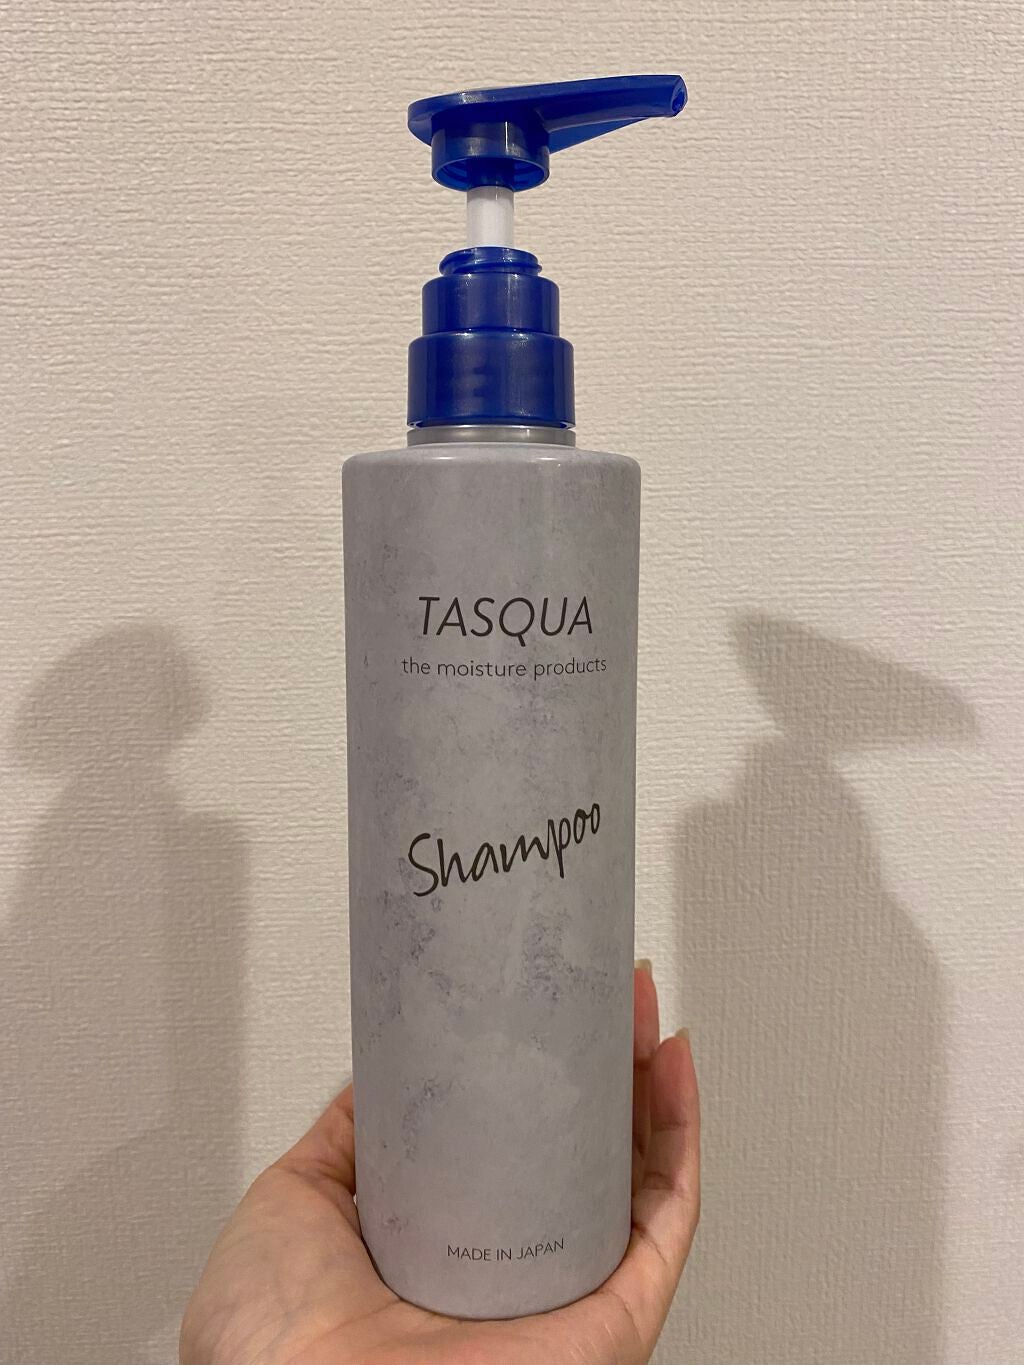 TASQUA
the moisture products
Shampoo
MADE IN JAPAN